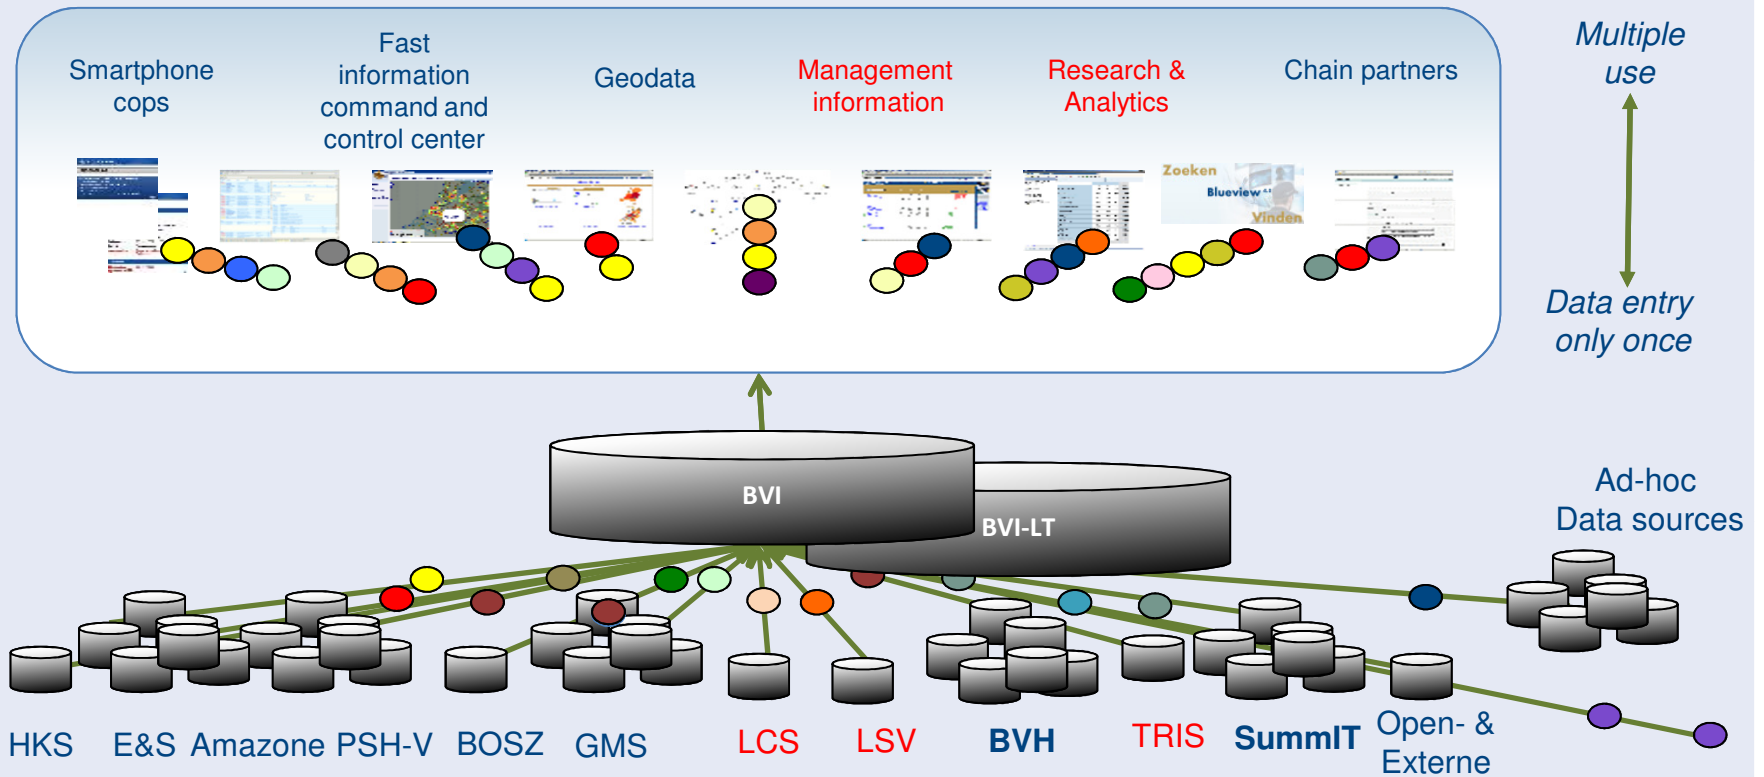 Smartphone
cops
Fast
information
command and
control center
Geodata
Management
information
Research &
Analytics
Chain partners
Multiple
use
Zoeken
Blueview
Vinden
Data entry
only once
BVI
BVI-LT
Ad-hoc
Data sources
HKS
E&S
Amazone
PSH-V
BOSZ
GMS
LCS
LSV
BVH
TRIS
SummIT
Open- &
Externe